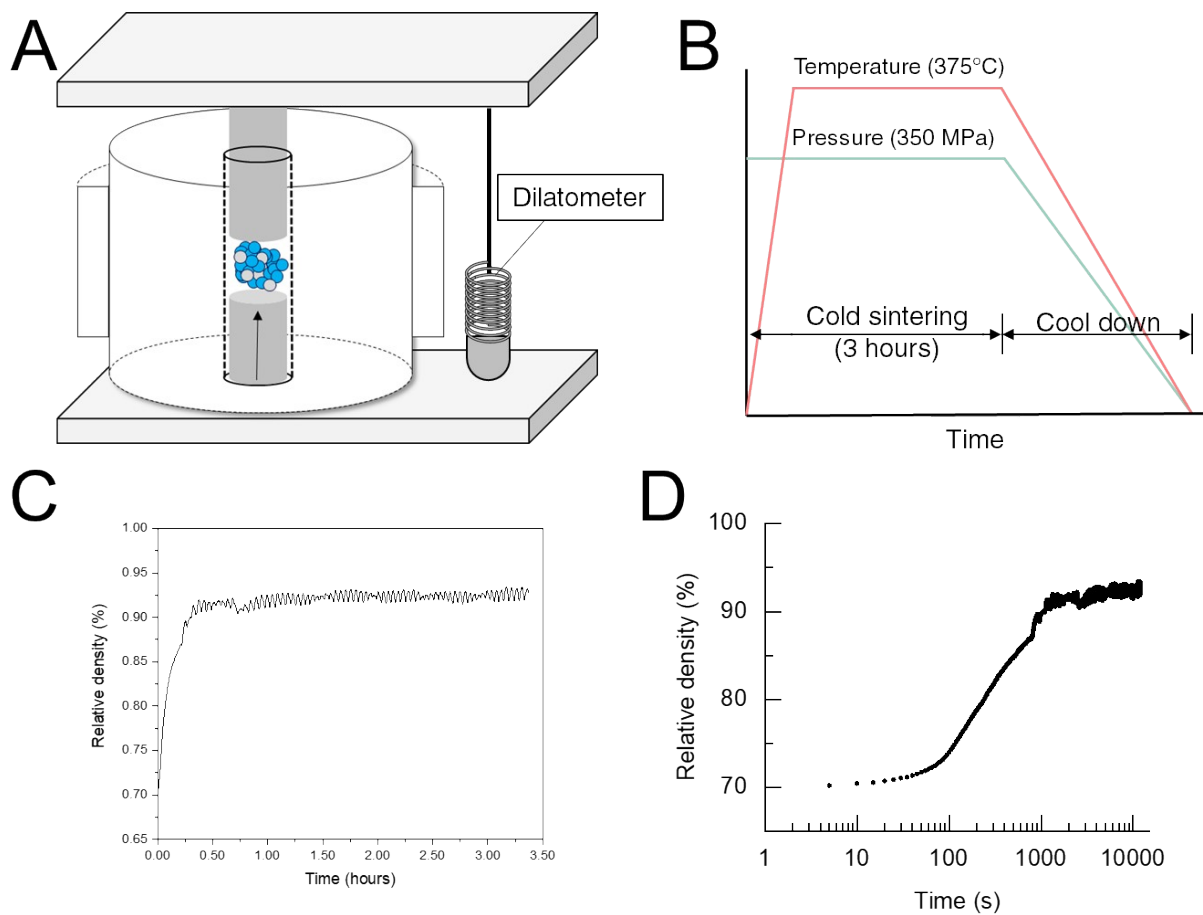 A
Dilatometer
B
Temperature (375°C)
Pressure (350 MPa)
Cold sintering
(3 hours)
Cool down
Time
C
1.00
0.95
0.90
0.85
0.80
0.75
0.70
0.65
Relative density (%)
0.00 0.50 1.00 1.50 2.00 2.50 3.00 3.50
Time (hours)
D
100
90
80
70
Relative density (%)
1 10 100 1000 10000
Time (s)